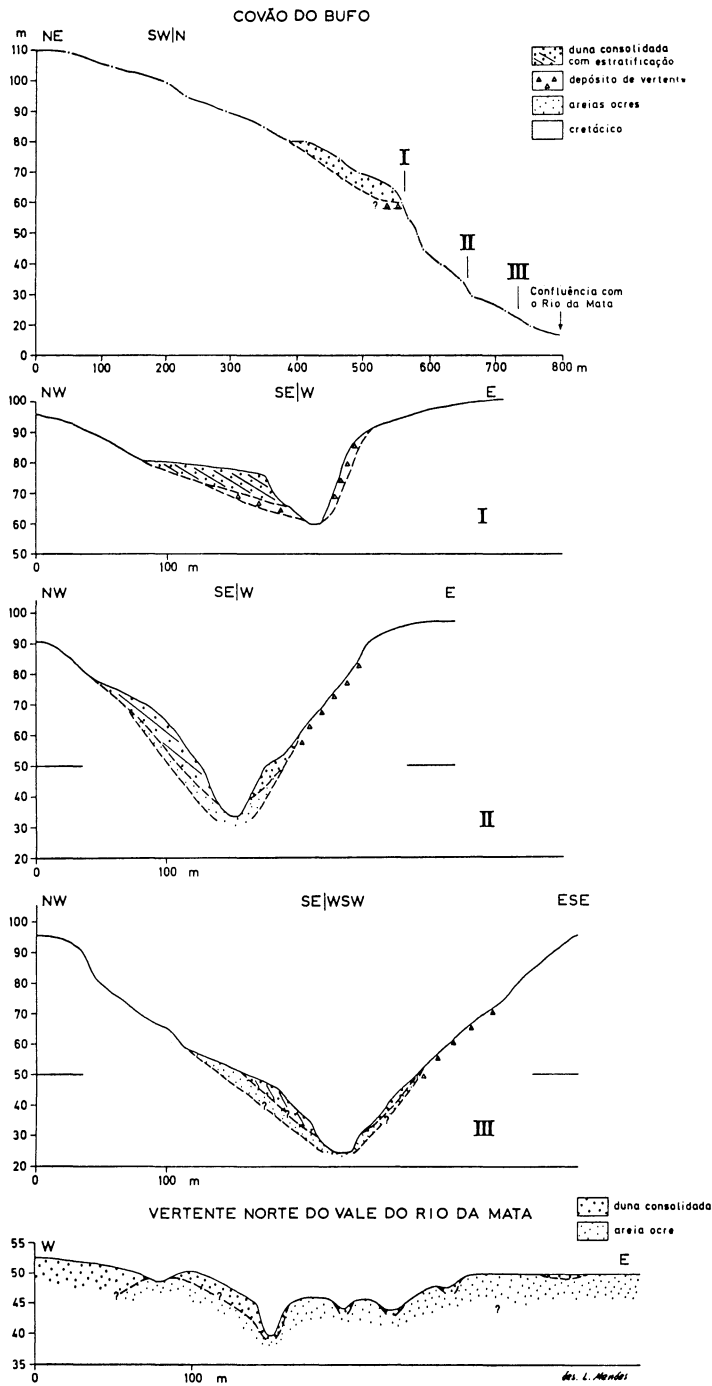 COVÃO DO BUFO
m NE SW|N
duna consolidada
com estratificação
depósito de vertente
areias ocres
cretácico
110
100
90
80
70
60
50
40
30
20
10
0
?
I
II
III
Confluência com
o Rio da Mata
0 100 200 300 400 500 600 700 800 m
NW SE|W E
100
90
80
70
60
50
I
0 100 m
NW SE|W E
100
90
80
70
60
50
40
30
20
II
0 100 m
NW SE|WSW ESE
100
90
80
70
60
50
40
30
20
? ? ?
III
0 100 m
VERTENTE NORTE DO VALE DO RIO DA MATA
duna consolidada
areia ocre
W E
55
50
45
40
35
? ? ?
0 100 m
des. L. Mendes